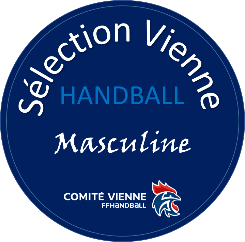 Sélection Vienne
HANDBALL
Masculine
COMITÉ VIENNE
FFHANDBALL